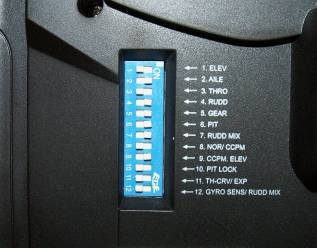 ON
1 1. ELEV
2 2. AILE
3 3. THRO
4 4. RUDD
5 5. GEAR
6 6. PIT
7 7. RUDD MIX
8 8. NOR/ CCPM
9 9. CCPM. ELEV
10 10. PIT LOCK
11 11. TH-CRV/ EXP
12 12. GYRO SENS/ RUDD MIX